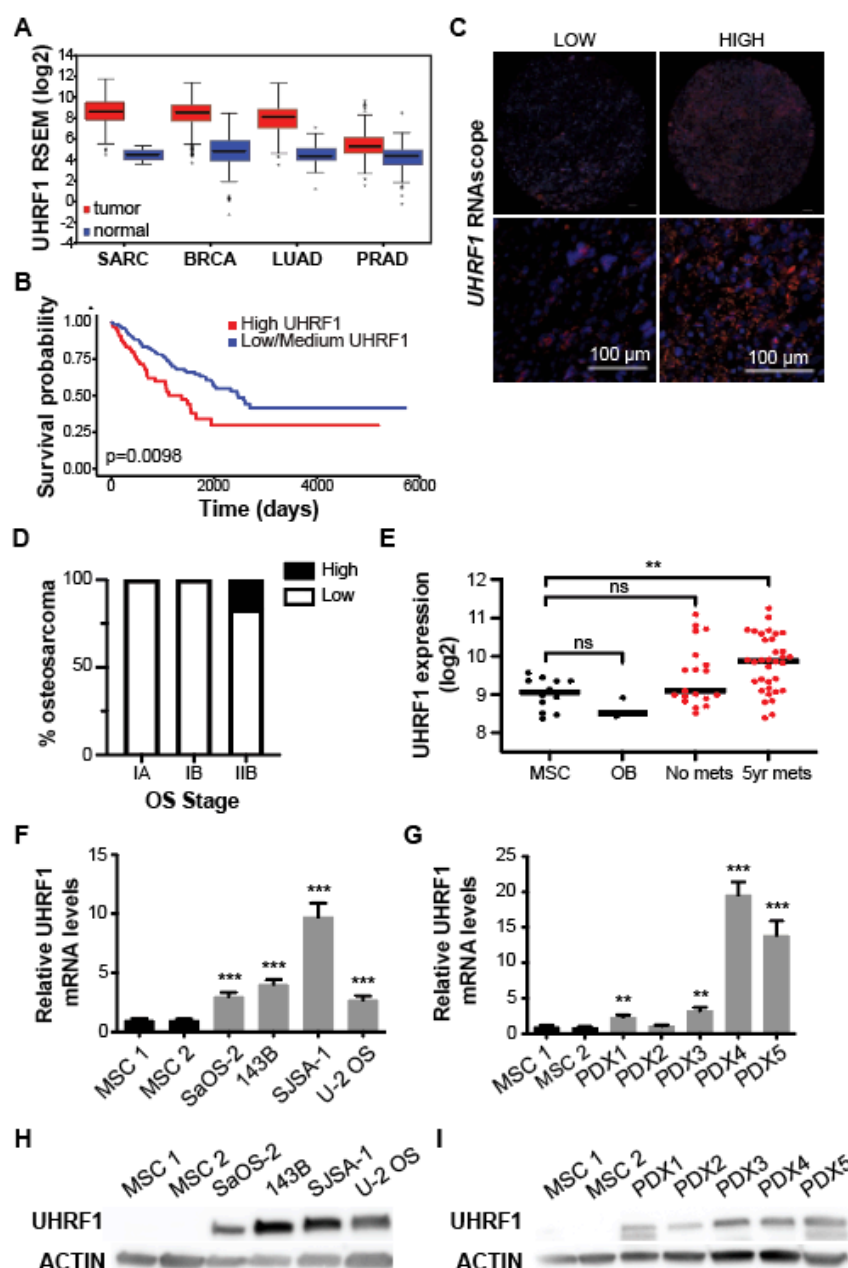 A
UHRF1 RSEM (log2)
14
12
10
8
6
4
2
0
-2
-4
tumor
normal
SARC BRCA LUAD PRAD
B
Survival probability
1.00
0.75
0.50
0.25
0.00
High UHRF1
Low/Medium UHRF1
p=0.0098
0 2000 4000 6000
Time (days)
C
LOW HIGH
UHRF1 RNAscope
100 µm 100 µm
D
% osteosarcoma
100
50
0
High
Low
IA IB IIB
OS Stage
E
UHRF1 expression
(log2)
12
11
10
9
8
**
ns
ns
MSC OB No mets 5yr mets
F
Relative UHRF1
mRNA levels
15
10
5
0
*** *** *** ***
MSC 1 MSC 2 SaOS-2 143B SJSA-1 U-2 OS
G
Relative UHRF1
mRNA levels
25
20
15
10
5
0
** ** *** ***
MSC 1 MSC 2 PDX1 PDX2 PDX3 PDX4 PDX5
H
MSC 1 MSC 2 SaOS-2 143B SJSA-1 U-2 OS
UHRF1
ACTIN
I
MSC 1 MSC 2 PDX1 PDX2 PDX3 PDX4 PDX5
UHRF1
ACTIN